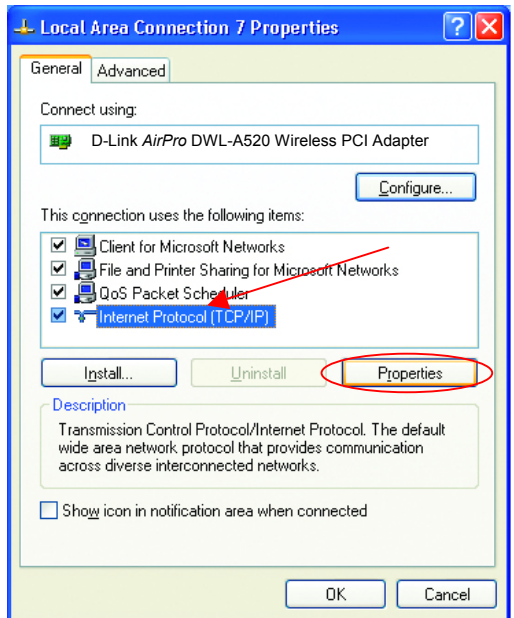 Local Area Connection 7 Properties
General Advanced
Connect using:
D-Link AirPro DWL-A520 Wireless PCI Adapter
Configure...
This connection uses the following items:
Client for Microsoft Networks
File and Printer Sharing for Microsoft Networks
QoS Packet Scheduler
Internet Protocol (TCP/IP)
Install... Uninstall Properties
Description
Transmission Control Protocol/Internet Protocol. The default
wide area network protocol that provides communication
across diverse interconnected networks.
Show icon in notification area when connected
OK Cancel